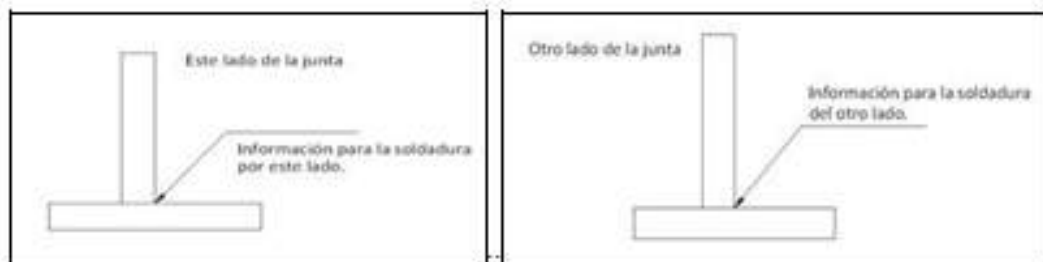 Este lado de la junta
Información para la soldadura
por este lado.
Otro lado de la junta
Información para la soldadura
del otro lado.